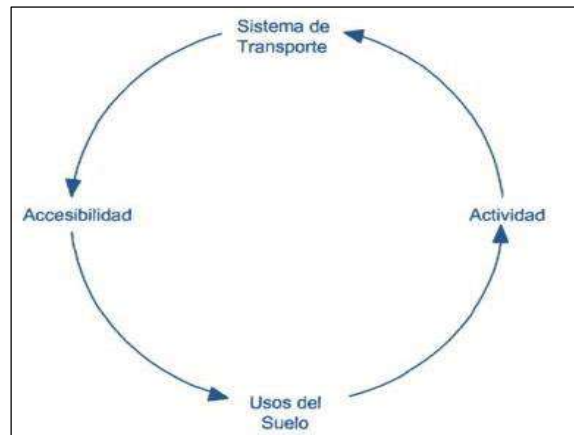 Sistema de
Transporte
Accesibilidad
Actividad
Usos del
Suelo